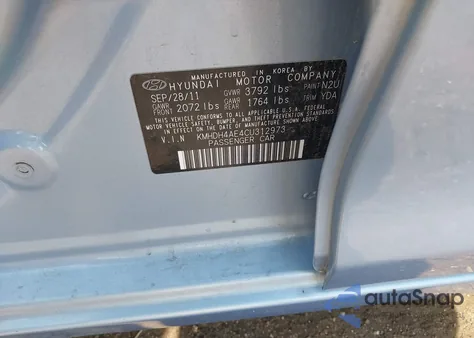 MANUFACTURED IN KOREA BY
HYUNDAI MOTOR COMPANY
SEP/28/11 GVWR 3792 lbs PAINT N2U
GAWR FRONT 2072 lbs GAWR REAR 1764 lbs TRIM YDA
THIS VEHICLE CONFORMS TO ALL APPLICABLE U.S. FEDERAL
MOTOR VEHICLE SAFETY, BUMPER, AND THEFT PREVENTION STANDARDS
IN EFFECT ON THE DATE OF MANUFACTURE SHOWN ABOVE.
V.I.N KMHDH4AE4CU312973
PASSENGER CAR
autoSnap